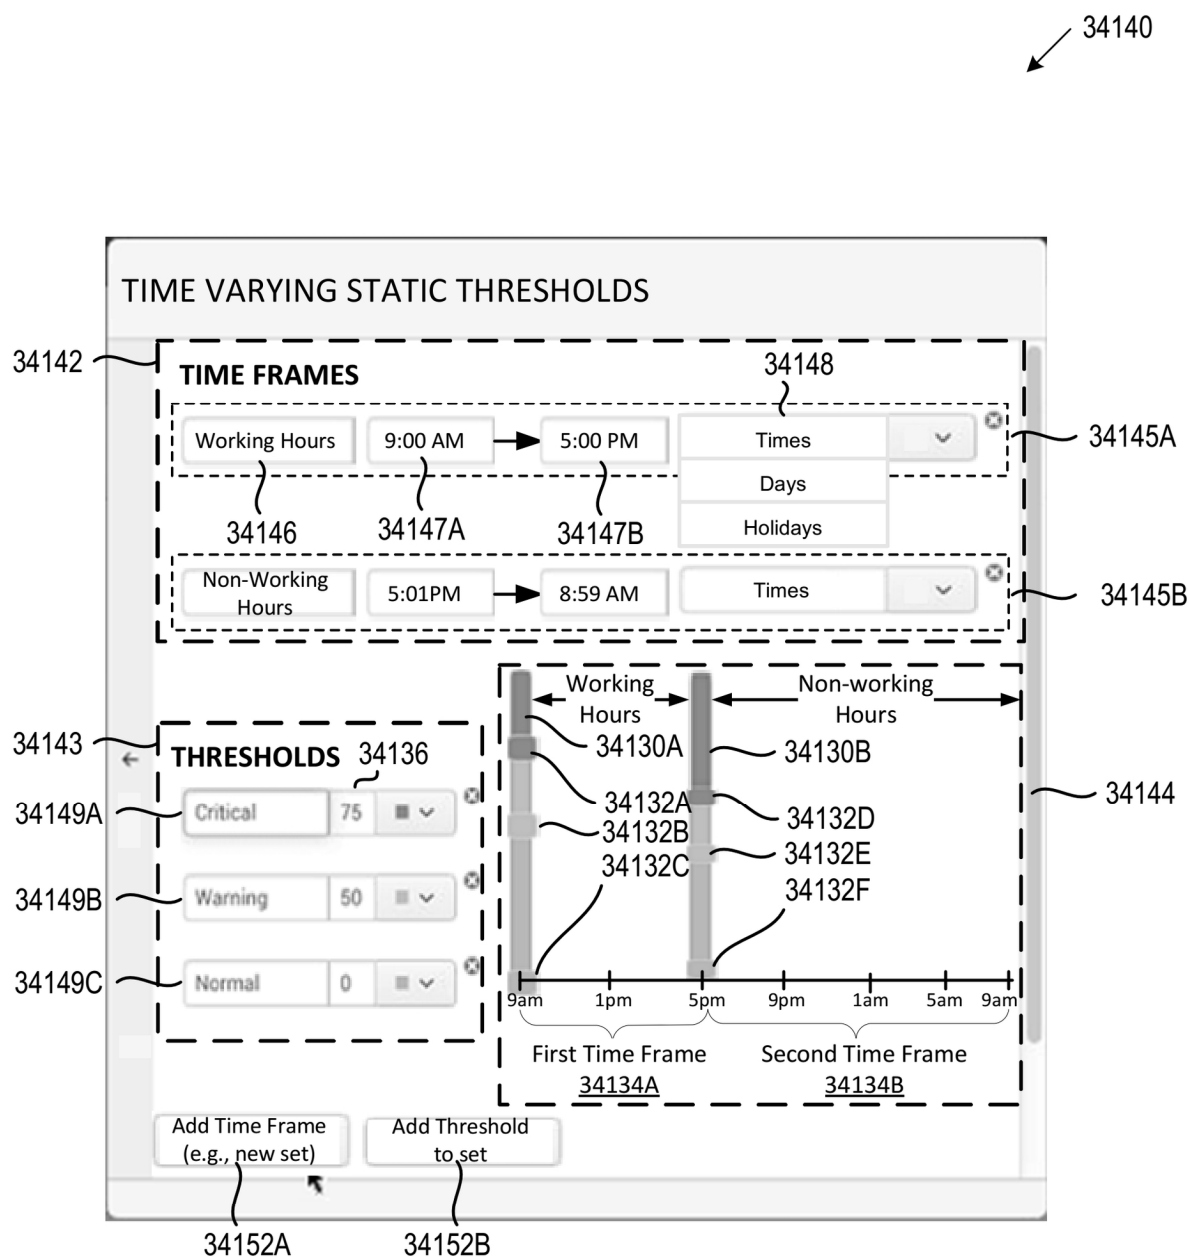 34140
TIME VARYING STATIC THRESHOLDS
34142
TIME FRAMES
34148
Working Hours
9:00 AM
5:00 PM
Times
34145A
Days
34146
34147A
34147B
Holidays
Non-Working
Hours
5:01PM
8:59 AM
Times
34145B
Working
Hours
Non-working
Hours
34143
THRESHOLDS
34136
34130A
34130B
34149A
Critical
75
34132A
34132B
34132C
34132D
34132E
34132F
34144
34149B
Warning
50
34149C
Normal
0
9am
1pm
5pm
9pm
1am
5am
9am
First Time Frame
34134A
Second Time Frame
34134B
Add Time Frame
(e.g., new set)
Add Threshold
to set
34152A
34152B